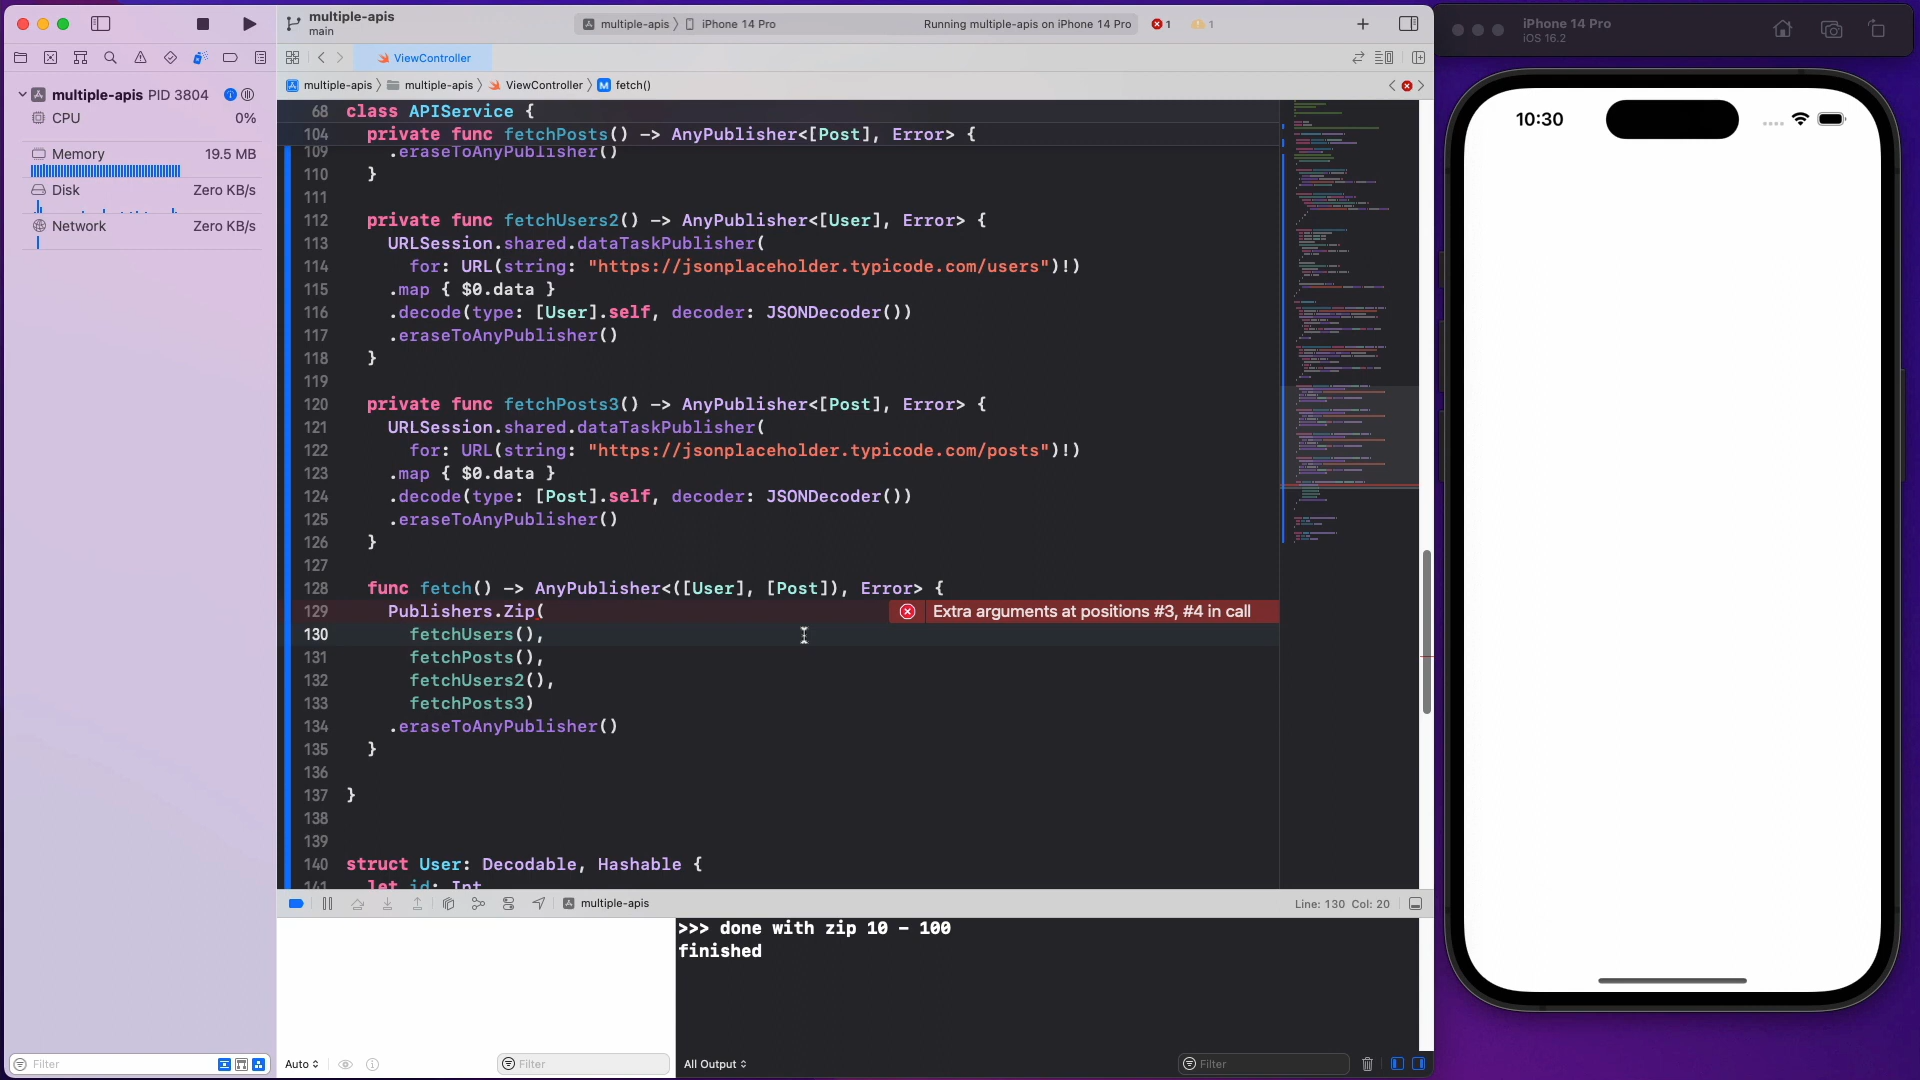 multiple-apis
main
multiple-apis
iPhone 14 Pro
Running multiple-apis on iPhone 14 Pro
1
1
ViewController
multiple-apis
multiple-apis
ViewController
M
fetch()
multiple-apis PID 3804
CPU 0%
Memory 19.5 MB
Disk Zero KB/s
Network Zero KB/s
68 class APIService {
104 private func fetchPosts() -> AnyPublisher<[Post], Error> {
109 .eraseToAnyPublisher()
110 }
111
112 private func fetchUsers2() -> AnyPublisher<[User], Error> {
113 URLSession.shared.dataTaskPublisher(
114 for: URL(string: "https://jsonplaceholder.typicode.com/users")!)
115 .map { $0.data }
116 .decode(type: [User].self, decoder: JSONDecoder())
117 .eraseToAnyPublisher()
118 }
119
120 private func fetchPosts3() -> AnyPublisher<[Post], Error> {
121 URLSession.shared.dataTaskPublisher(
122 for: URL(string: "https://jsonplaceholder.typicode.com/posts")!)
123 .map { $0.data }
124 .decode(type: [Post].self, decoder: JSONDecoder())
125 .eraseToAnyPublisher()
126 }
127
128 func fetch() -> AnyPublisher<([User], [Post]), Error> {
129 Publishers.Zip( Extra arguments at positions #3, #4 in call
130 fetchUsers(),
131 fetchPosts(),
132 fetchUsers2(),
133 fetchPosts3)
134 .eraseToAnyPublisher()
135 }
136
137 }
138
139
140 struct User: Decodable, Hashable {
141 let id: Int
multiple-apis
Line: 130 Col: 20
>>> done with zip 10 - 100
finished
Filter
Auto
Filter
All Output
Filter
iPhone 14 Pro
iOS 16.2
10:30